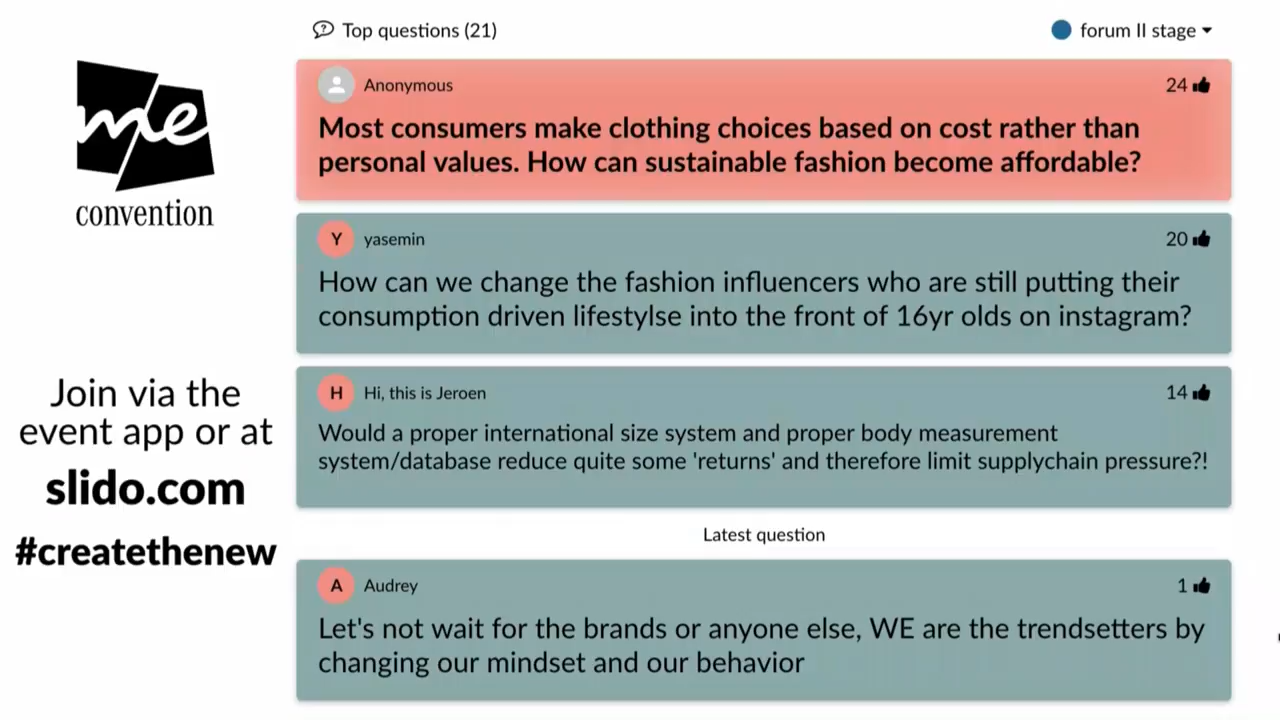 me
convention
Join via the
event app or at
slido.com
#createthenew
Top questions (21)
forum II stage
Anonymous
24
Most consumers make clothing choices based on cost rather than
personal values. How can sustainable fashion become affordable?
Y
yasemin
20
How can we change the fashion influencers who are still putting their
consumption driven lifestylse into the front of 16yr olds on instagram?
H
Hi, this is Jeroen
14
Would a proper international size system and proper body measurement
system/database reduce quite some 'returns' and therefore limit supplychain pressure?!
Latest question
A
Audrey
1
Let's not wait for the brands or anyone else, WE are the trendsetters by
changing our mindset and our behavior